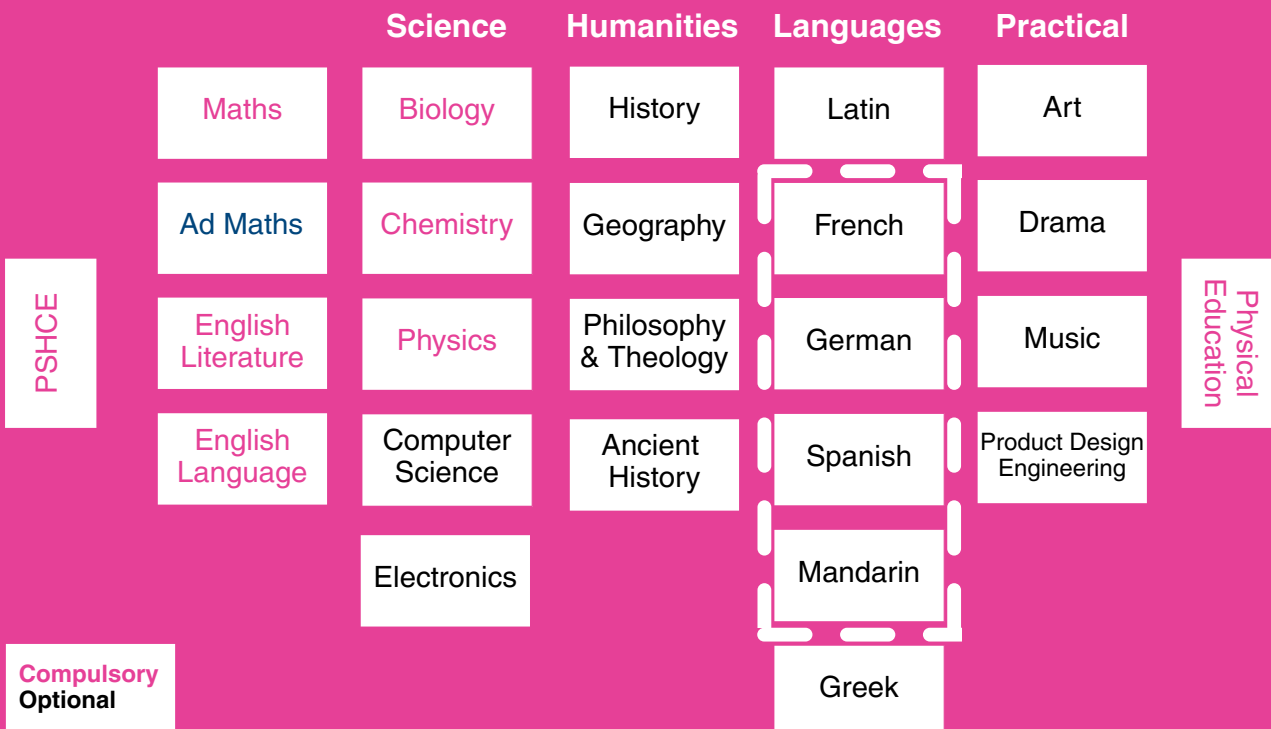 Science
Humanities
Languages
Practical
Maths
Biology
History
Latin
Art
Ad Maths
Chemistry
Geography
French
Drama
PSHCE
English
Literature
Physics
Philosophy
& Theology
German
Music
Physical
Education
English
Language
Computer
Science
Ancient
History
Spanish
Product Design
Engineering
Electronics
Mandarin
Greek
Compulsory
Optional